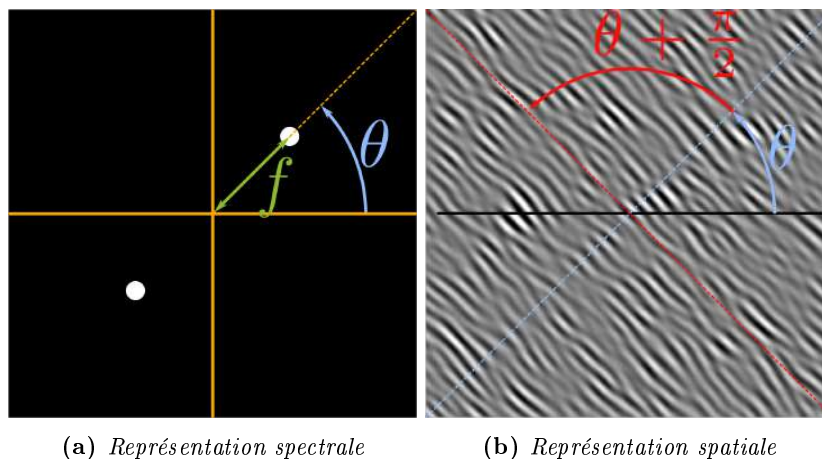 θ
f
θ + π/2
θ
(a) Représentation spectrale
(b) Représentation spatiale